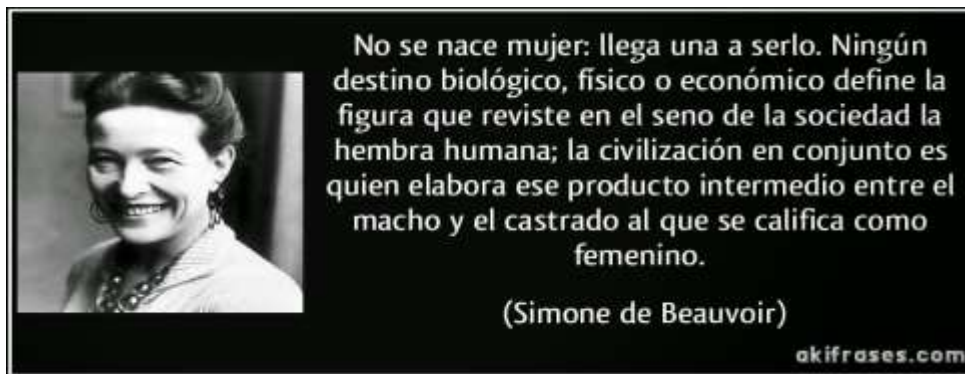 No se nace mujer: llega una a serlo. Ningún
destino biológico, físico o económico define la
figura que reviste en el seno de la sociedad la
hembra humana; la civilización en conjunto es
quien elabora ese producto intermedio entre el
macho y el castrado al que se califica como
femenino.
(Simone de Beauvoir)
akifrases.com